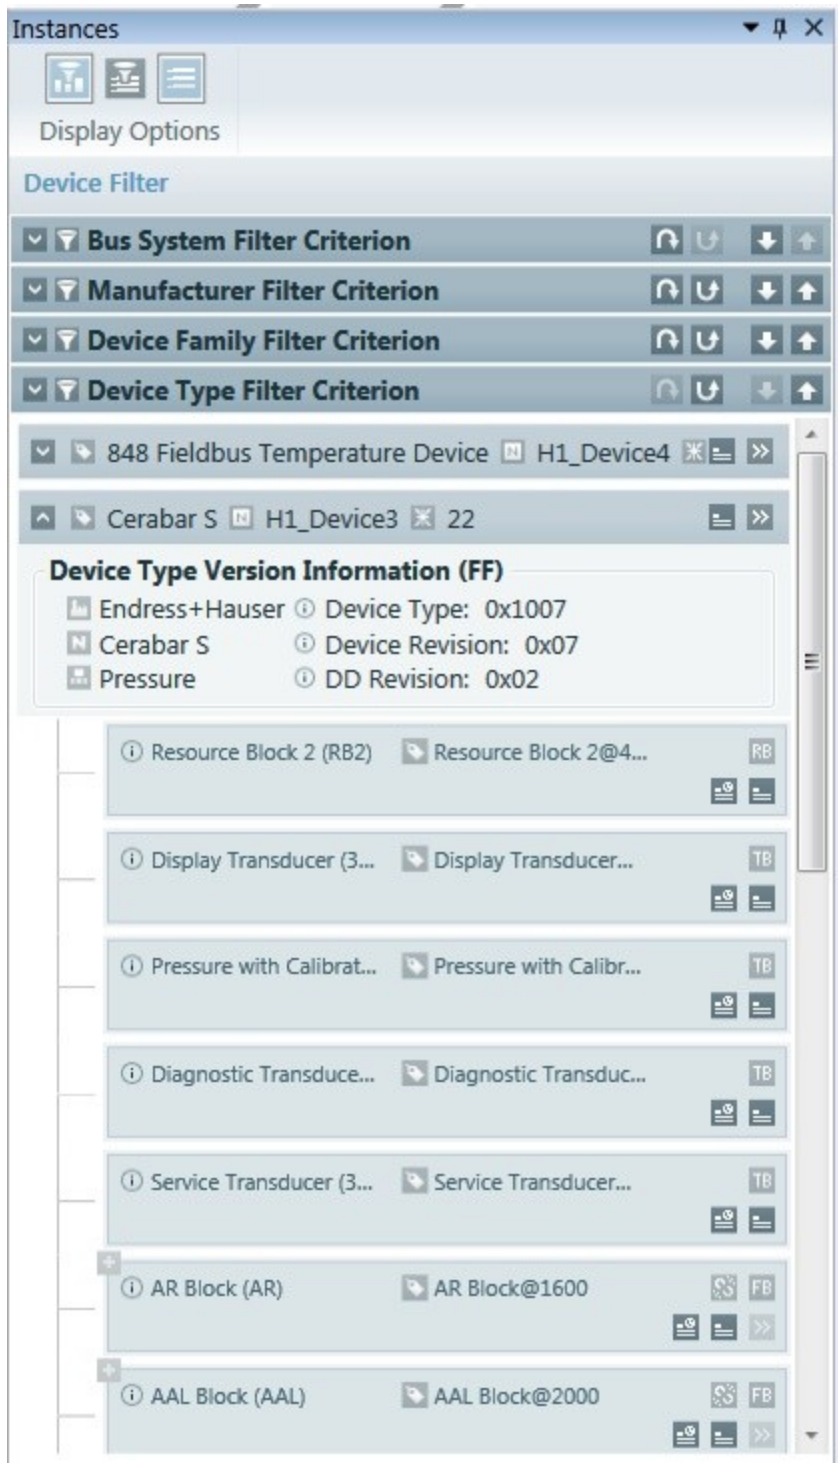 Instances
Display Options
Device Filter
Bus System Filter Criterion
Manufacturer Filter Criterion
Device Family Filter Criterion
Device Type Filter Criterion
848 Fieldbus Temperature Device N H1_Device4
Cerabar S N H1_Device3 22
Device Type Version Information (FF)
Endress+Hauser Device Type: 0x1007
N Cerabar S Device Revision: 0x07
Pressure DD Revision: 0x02
Resource Block 2 (RB2) Resource Block 2@4... RB
Display Transducer (3... Display Transducer... TB
Pressure with Calibrat... Pressure with Calibr... TB
Diagnostic Transduce... Diagnostic Transduc... TB
Service Transducer (3... Service Transducer... TB
AR Block (AR) AR Block@1600 FB
AAL Block (AAL) AAL Block@2000 FB